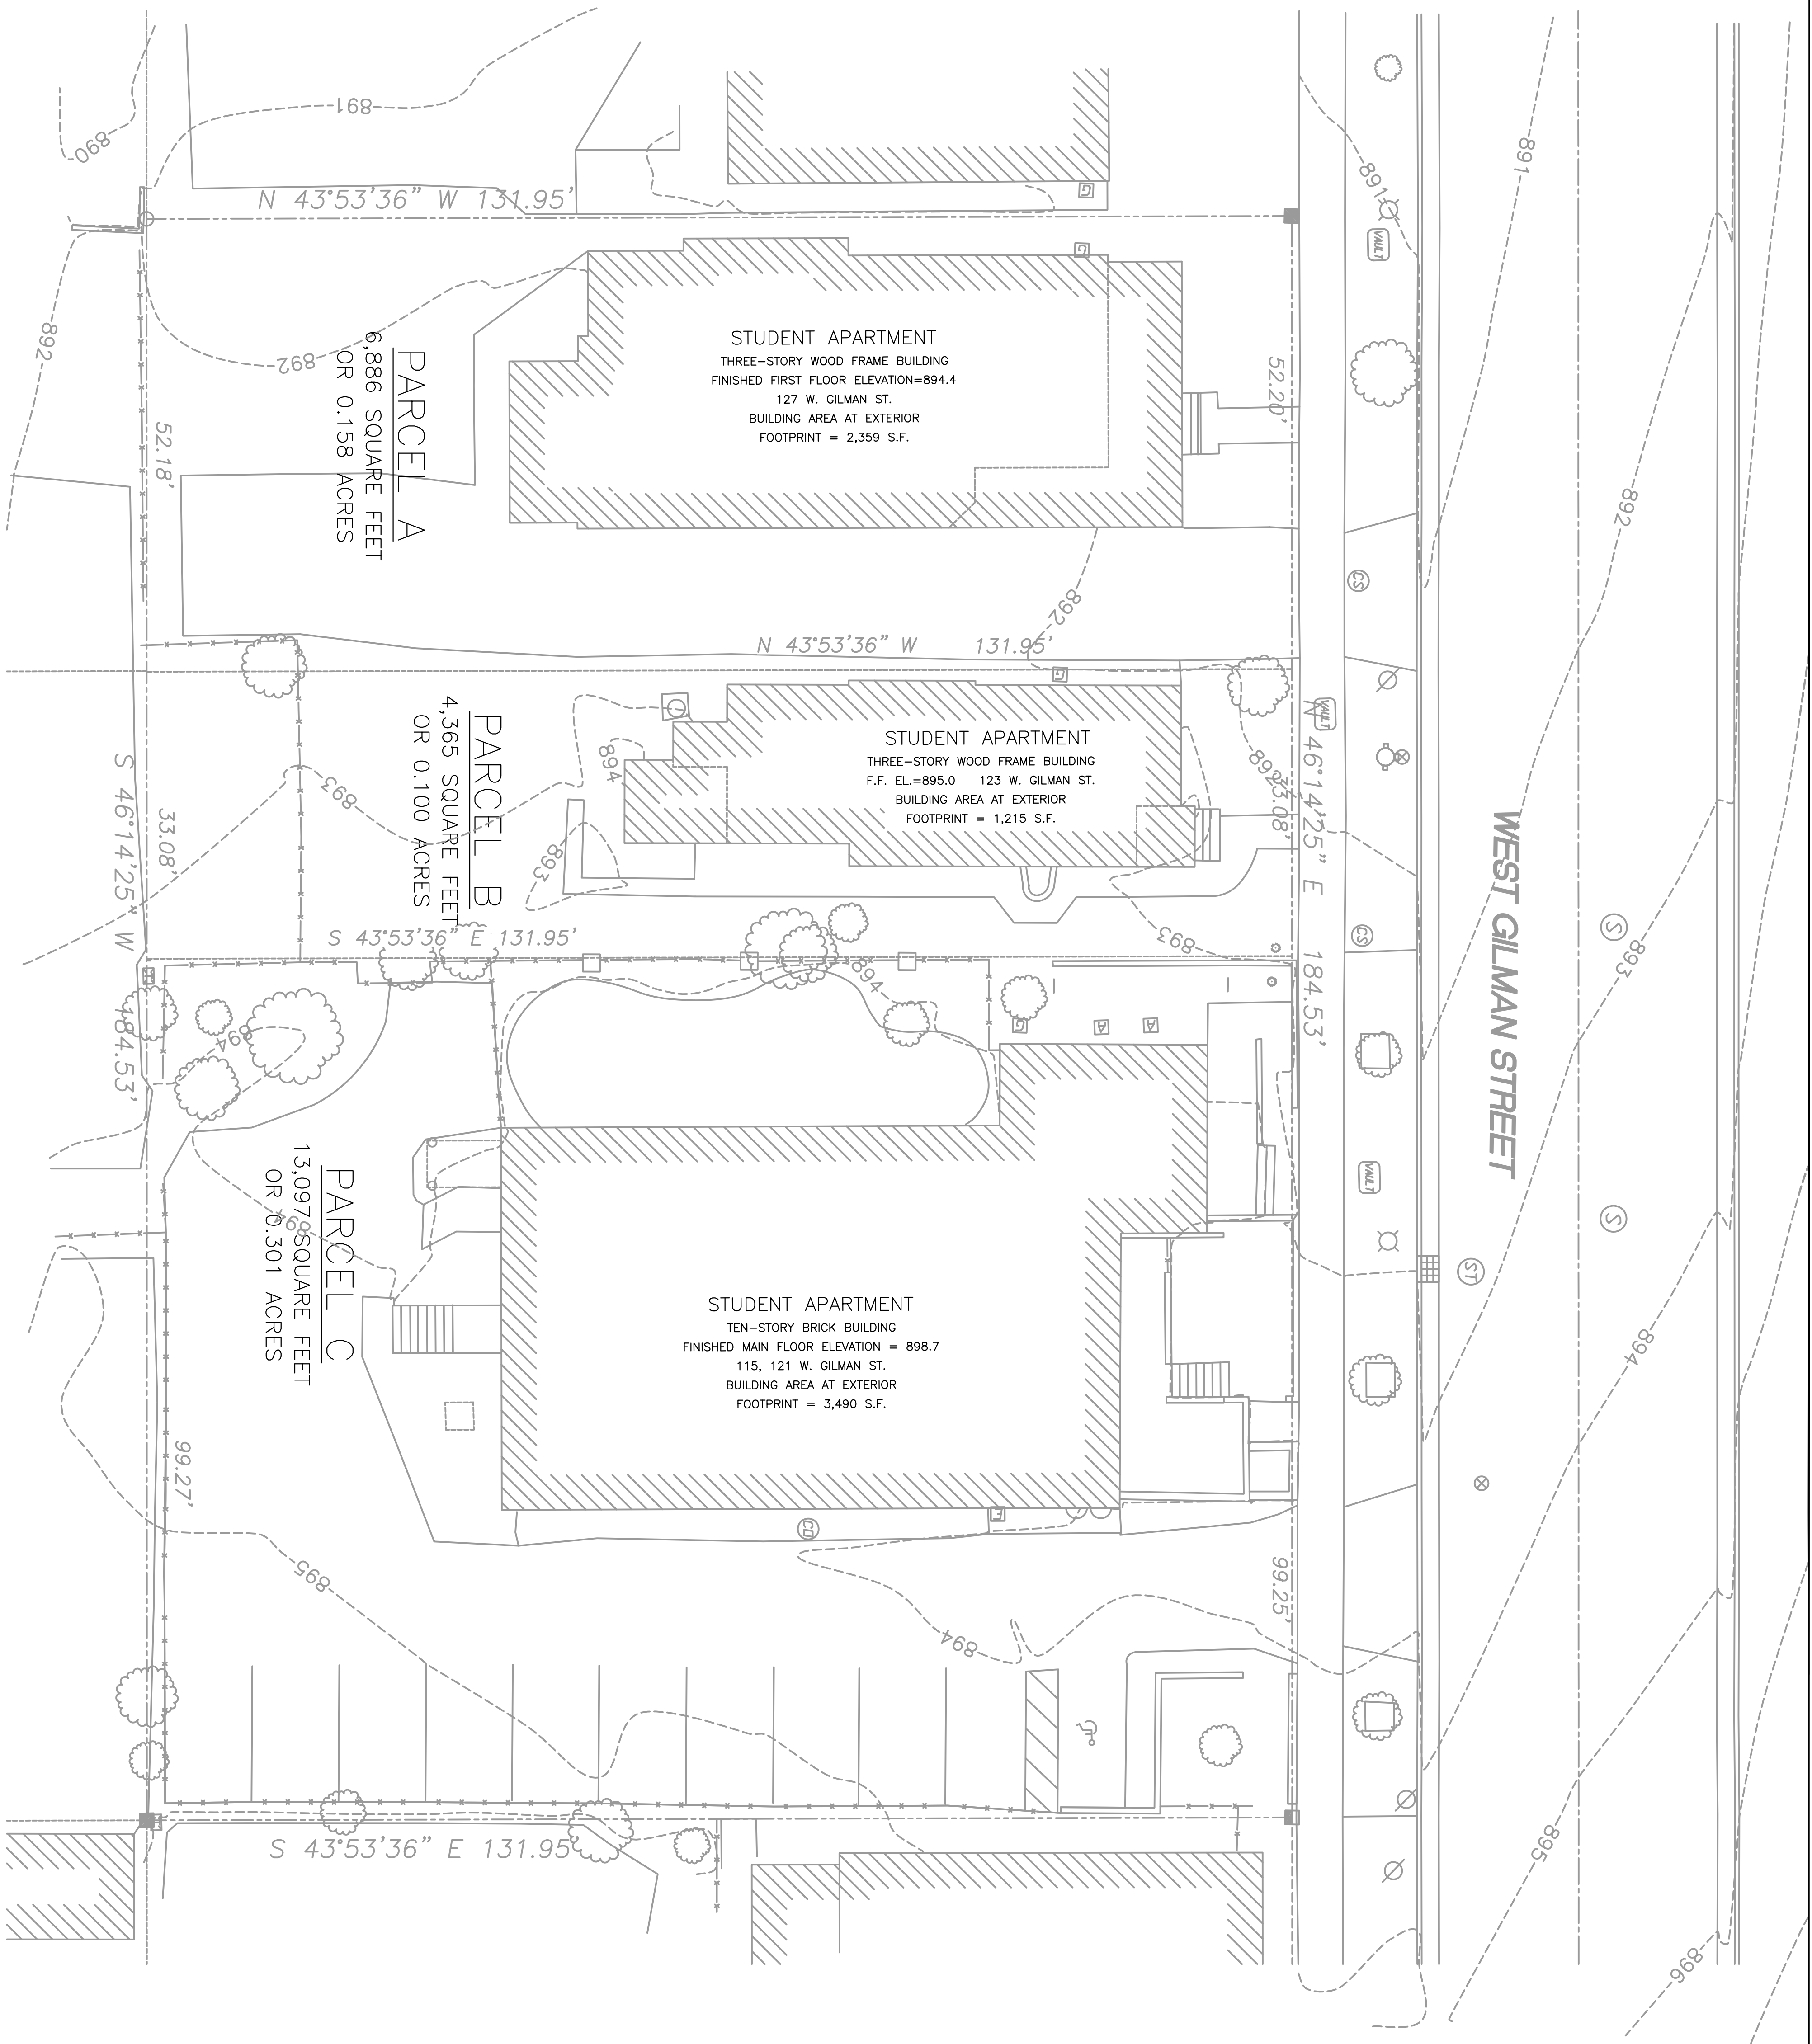 891
890
N 43°53'36" W 131.95'
G
G
891
VAULT
891
892
892
STUDENT APARTMENT
THREE-STORY WOOD FRAME BUILDING
FINISHED FIRST FLOOR ELEVATION=894.4
127 W. GILMAN ST.
BUILDING AREA AT EXTERIOR
FOOTPRINT = 2,359 S.F.
PARCEL A
6,886 SQUARE FEET
OR 0.158 ACRES
52.20'
52.18'
892
CS
892
N 43°53'36" W 131.95'
G
VAULT
N 46°14'25" E 184.53'
STUDENT APARTMENT
THREE-STORY WOOD FRAME BUILDING
F.F. EL.=895.0 123 W. GILMAN ST.
BUILDING AREA AT EXTERIOR
FOOTPRINT = 1,215 S.F.
PARCEL B
4,365 SQUARE FEET
OR 0.100 ACRES
894
892
33.08'
33.08'
893
893
893
S 46°14'25" W 184.53'
WEST GILMAN STREET
CS
S
893
S 43°53'36" E 131.95'
894
894
G
A
A
VAULT
S
ST
PARCEL C
13,097 SQUARE FEET
OR 0.301 ACRES
894
STUDENT APARTMENT
TEN-STORY BRICK BUILDING
FINISHED MAIN FLOOR ELEVATION = 898.7
115, 121 W. GILMAN ST.
BUILDING AREA AT EXTERIOR
FOOTPRINT = 3,490 S.F.
894
99.27'
99.25'
CO
E
895
894
895
S 43°53'36" E 131.95'
896